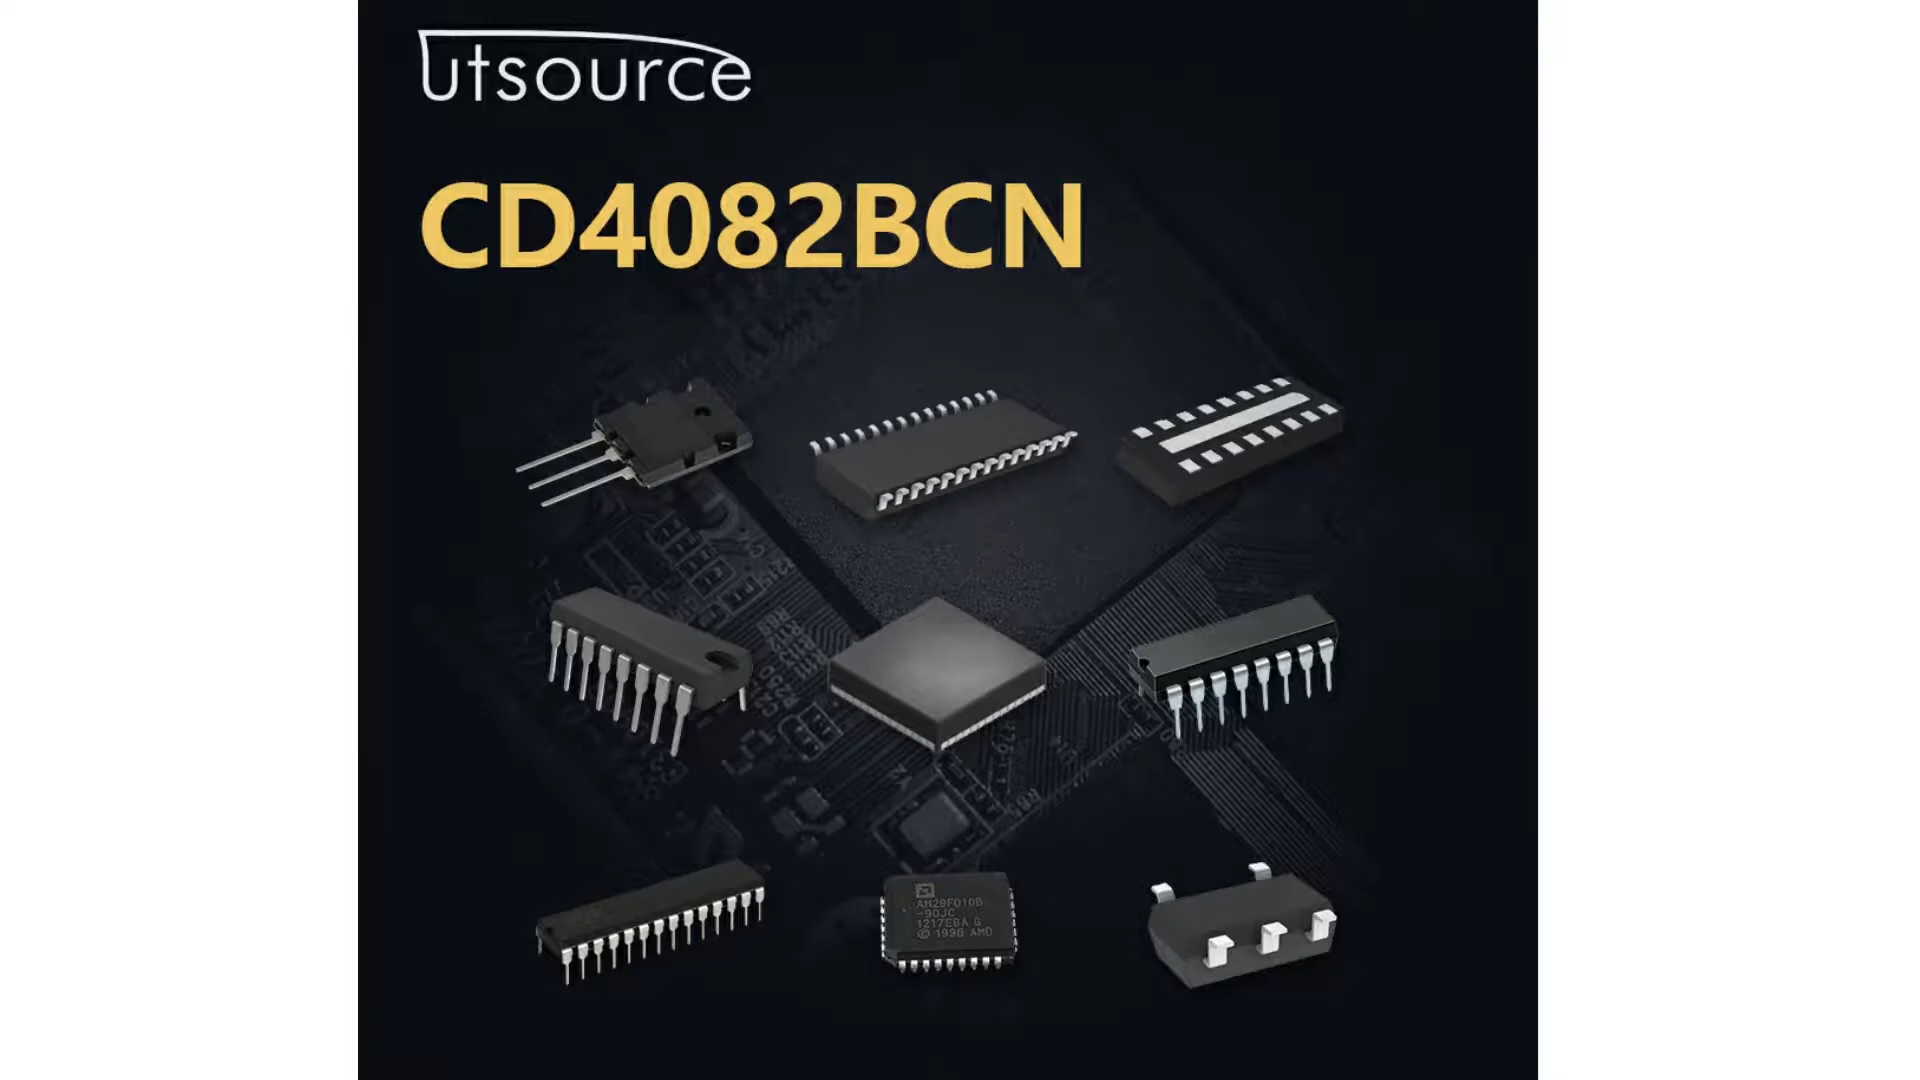 Utsource
CD4082BCN
AM29F010B
-90JC
1217EBA G
© 1998 AMD